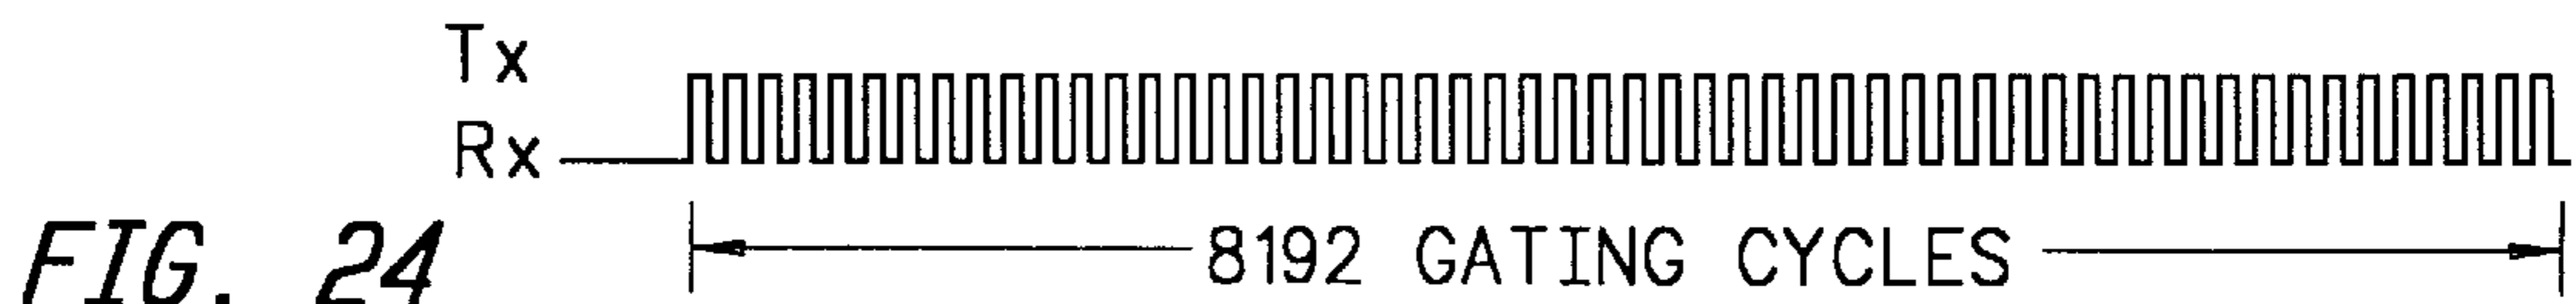 Tx
Rx
8192 GATING CYCLES
FIG. 24